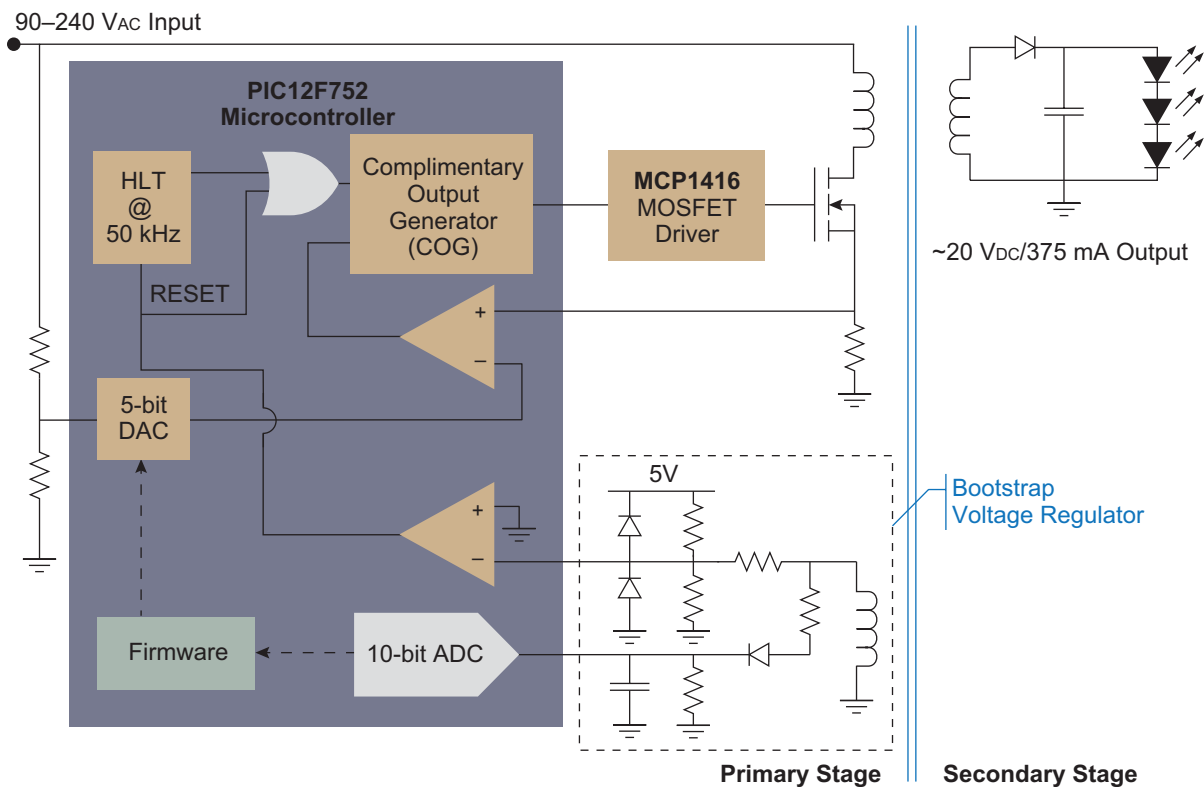 90–240 VAC Input
PIC12F752
Microcontroller
HLT
@
50 kHz
Complimentary
Output
Generator
(COG)
MCP1416
MOSFET
Driver
~20 VDC/375 mA Output
RESET
+
–
5-bit
DAC
5V
Bootstrap
Voltage Regulator
+
–
Firmware
10-bit ADC
Primary Stage
Secondary Stage